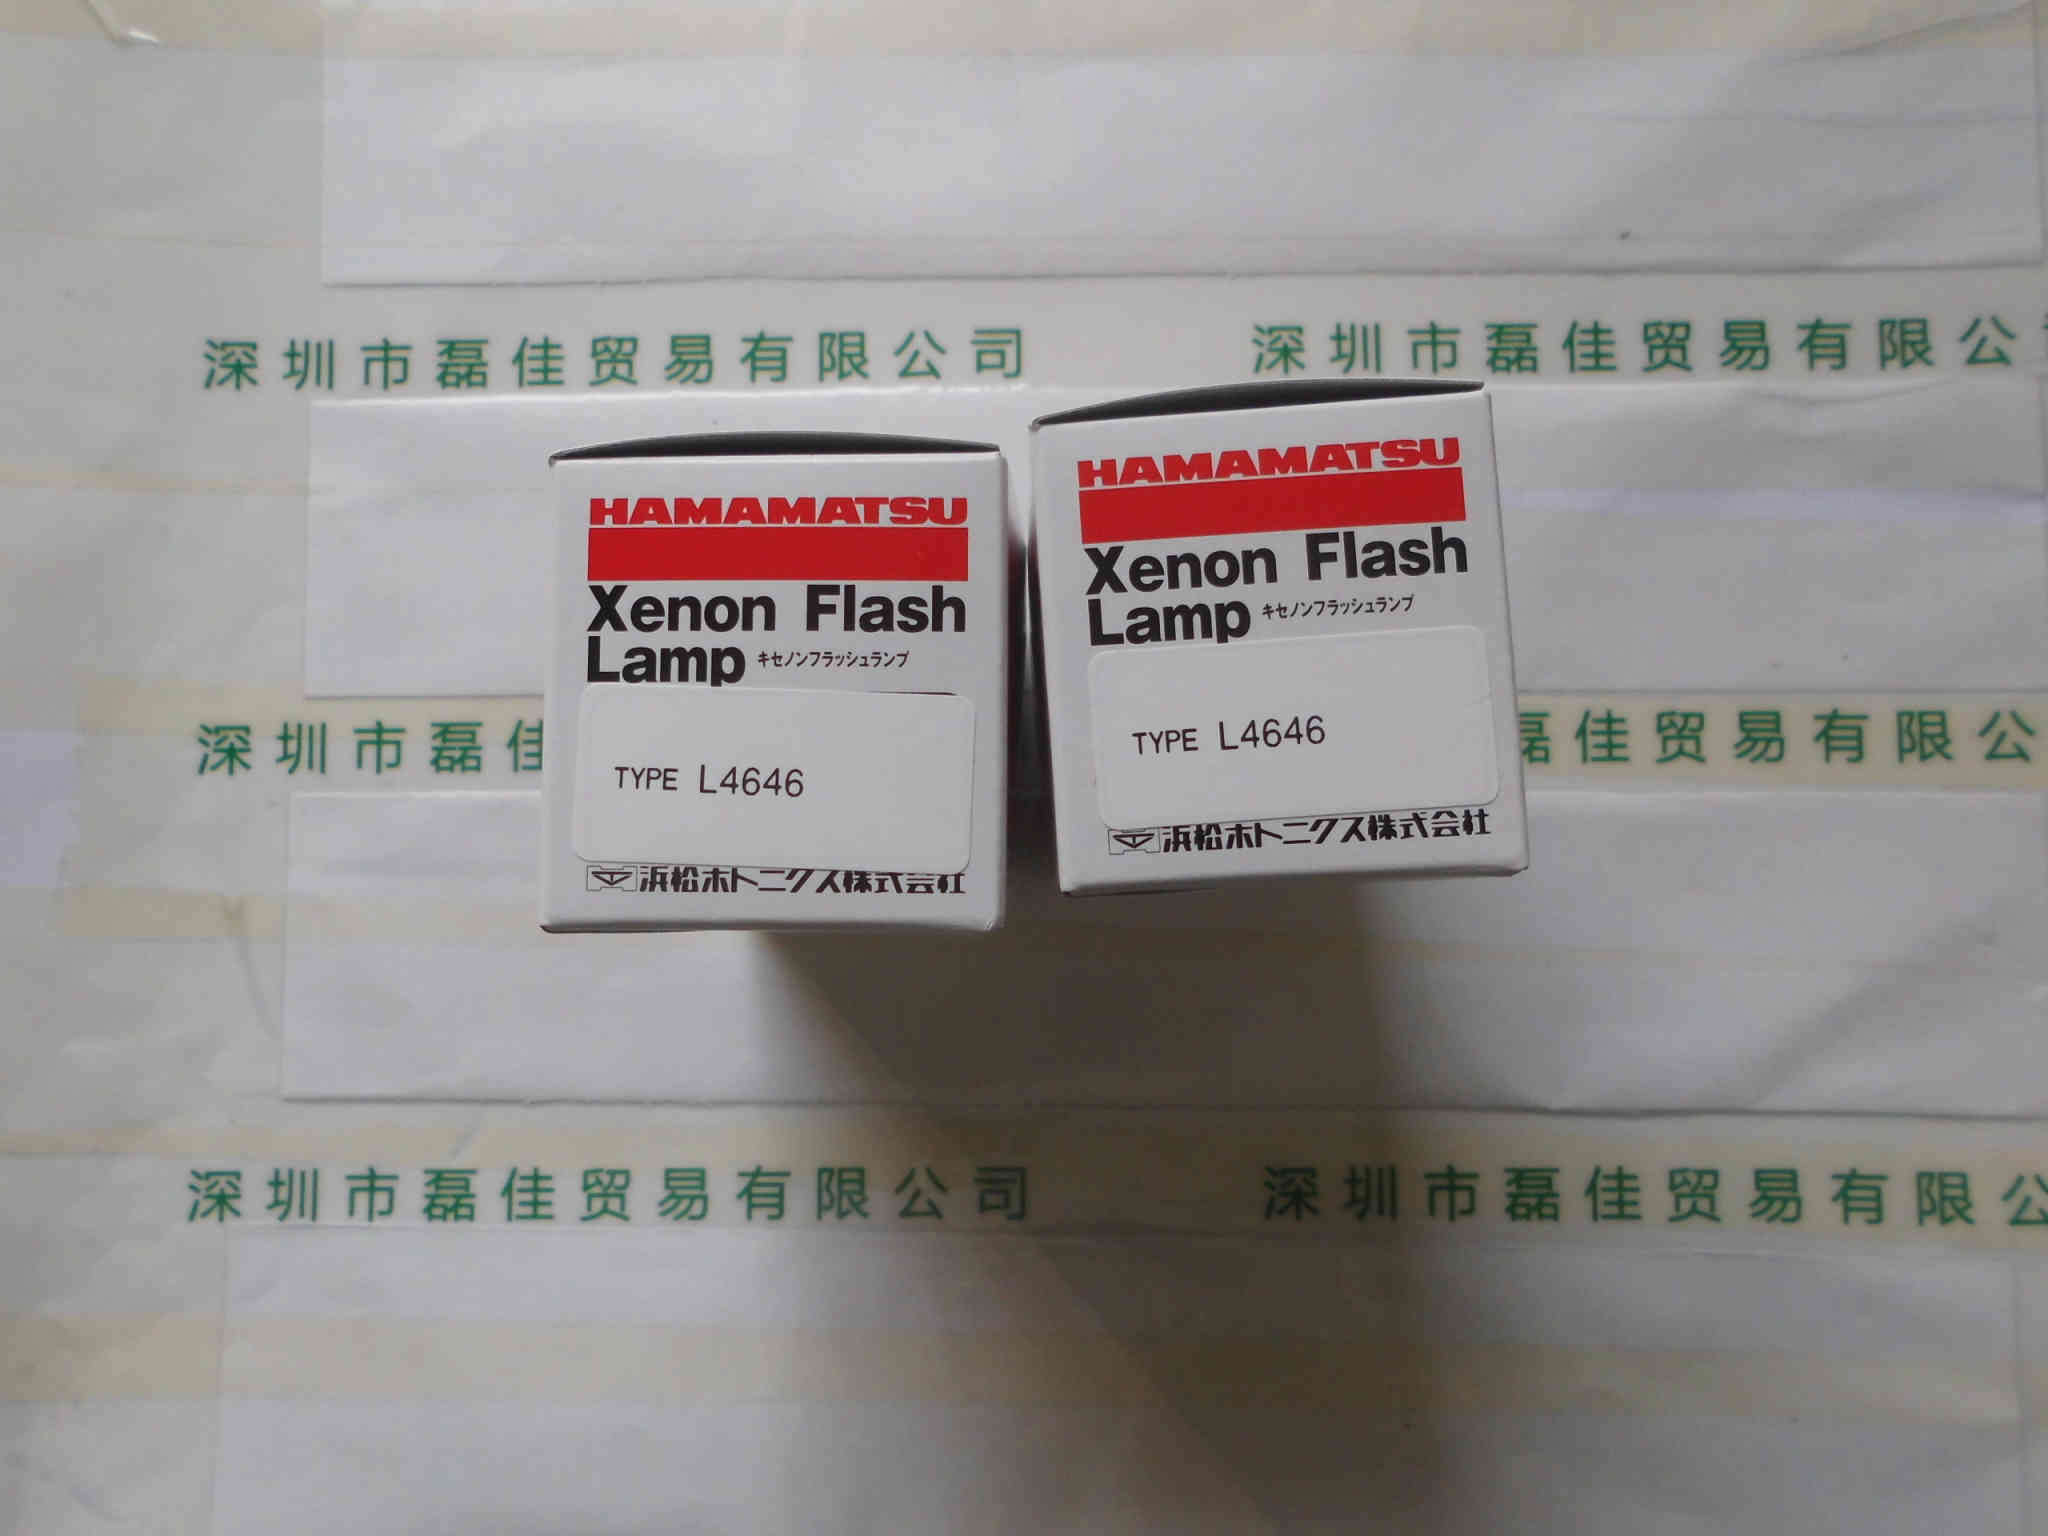 深圳市磊佳贸易有限公司
深圳市磊佳贸易有限公
HAMAMATSU
Xenon Flash
Lamp キセノンフラッシュランプ
TYPE L4646
浜松ホトニクス株式会社
HAMAMATSU
Xenon Flash
Lamp キセノンフラッシュランプ
TYPE L4646
浜松ホトニクス株式会社
深圳市磊佳
磊佳贸易有限公
深圳市磊佳贸易有限公司
深圳市磊佳贸易有限公